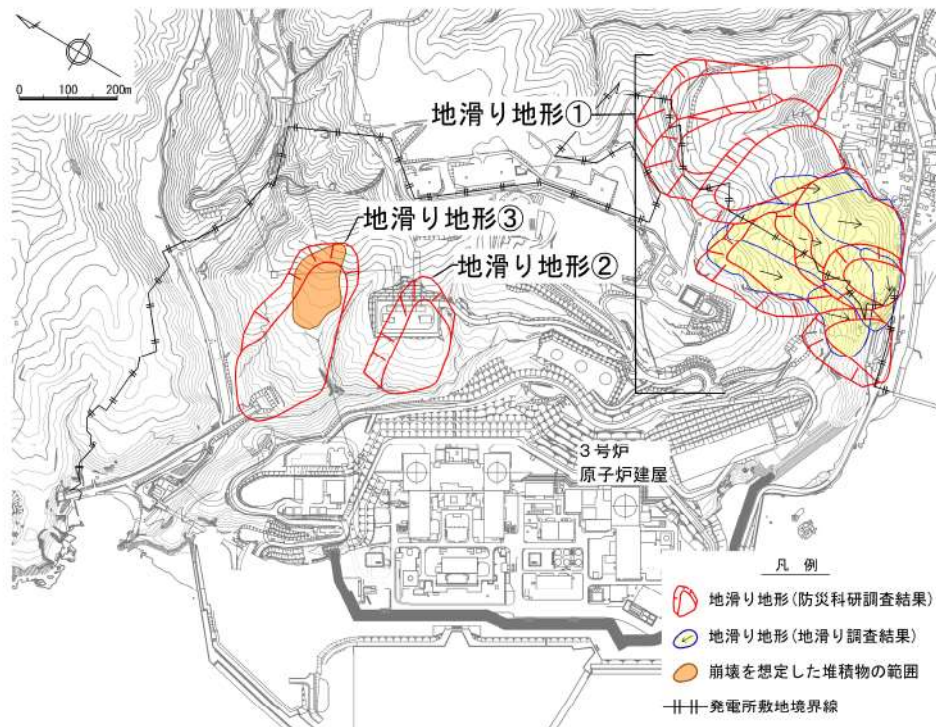 0 100 200m
地滑り地形①
地滑り地形③
地滑り地形②
3号炉
原子炉建屋
凡 例
地滑り地形(防災科研調査結果)
地滑り地形(地滑り調査結果)
崩壊を想定した堆積物の範囲
発電所敷地境界線